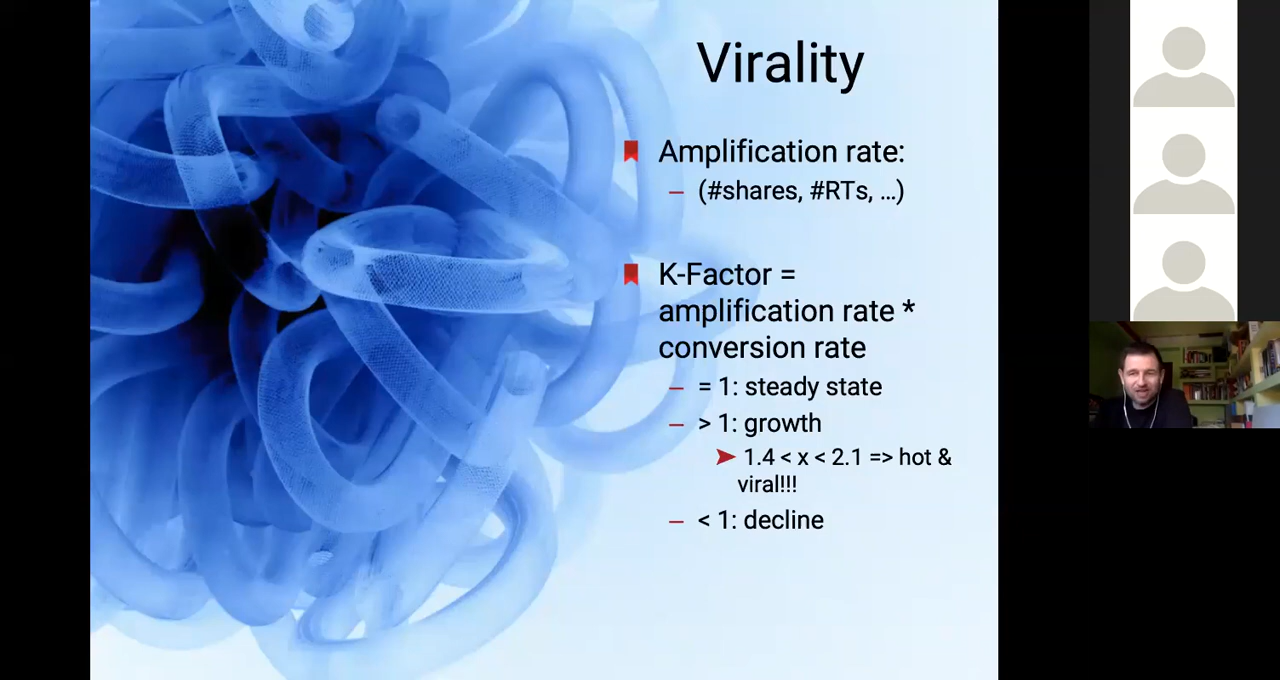 Virality
Amplification rate:
– (#shares, #RTs, ...)
K-Factor =
amplification rate *
conversion rate
– = 1: steady state
– > 1: growth
➤ 1.4 < x < 2.1 => hot &
viral!!!
– < 1: decline